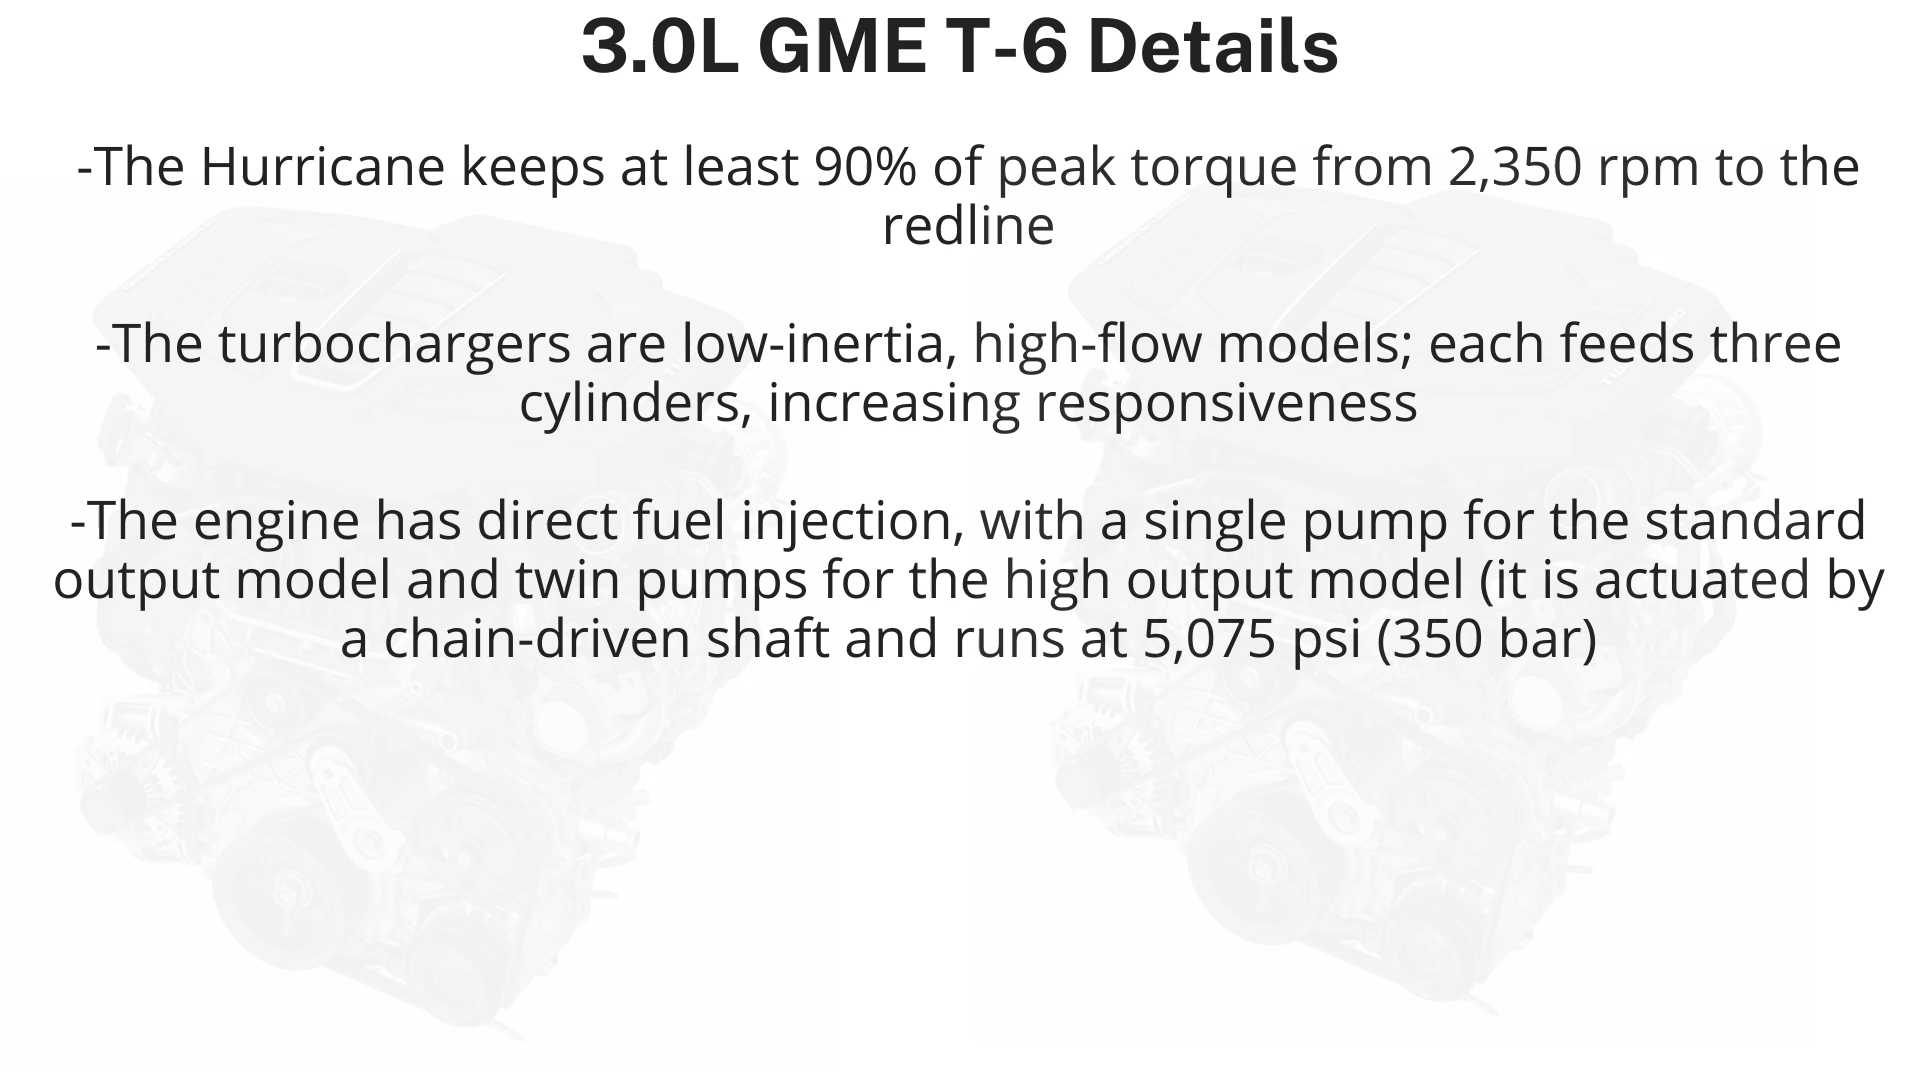 3.0L GME T-6 Details
-The Hurricane keeps at least 90% of peak torque from 2,350 rpm to the
redline
-The turbochargers are low-inertia, high-flow models; each feeds three
cylinders, increasing responsiveness
-The engine has direct fuel injection, with a single pump for the standard
output model and twin pumps for the high output model (it is actuated by
a chain-driven shaft and runs at 5,075 psi (350 bar)